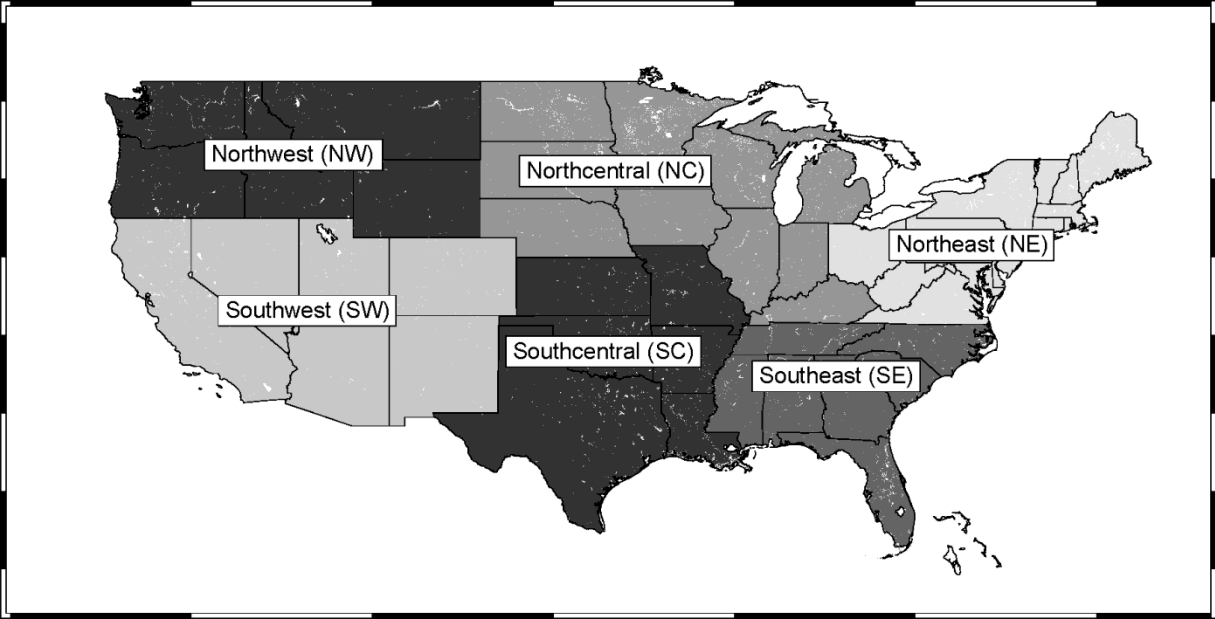 Northwest (NW)
Northcentral (NC)
Northeast (NE)
Southwest (SW)
Southcentral (SC)
Southeast (SE)